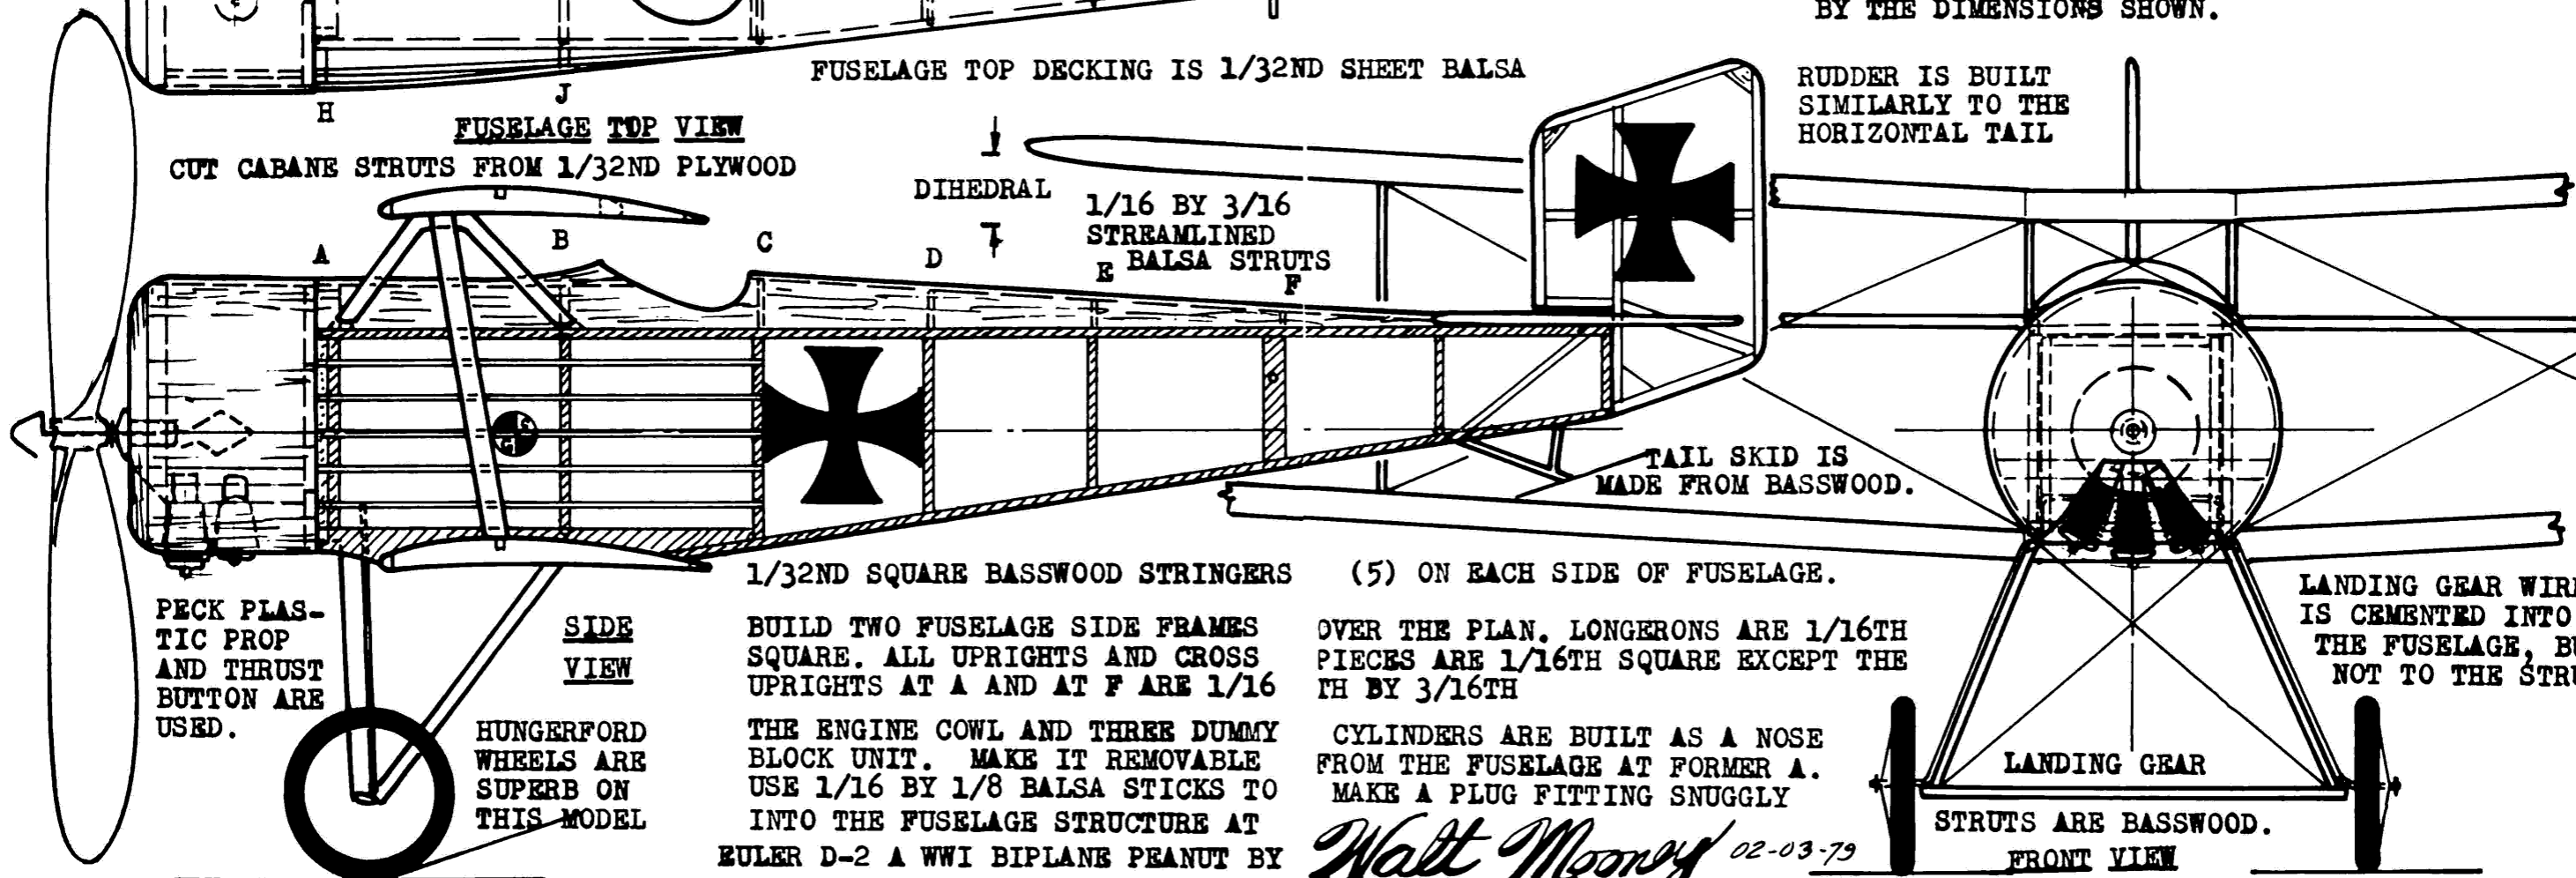 BY THE DIMENSIONS SHOWN.
FUSELAGE TOP DECKING IS 1/32ND SHEET BALSA
RUDDER IS BUILT
SIMILARLY TO THE
HORIZONTAL TAIL
H
J
FUSELAGE TOP VIEW
CUT CABANE STRUTS FROM 1/32ND PLYWOOD
DIHEDRAL
1/16 BY 3/16
STREAMLINED
BALSA STRUTS
A
B
C
D
E
F
TAIL SKID IS
MADE FROM BASSWOOD.
1/32ND SQUARE BASSWOOD STRINGERS (5) ON EACH SIDE OF FUSELAGE.
PECK PLAS-
TIC PROP
AND THRUST
BUTTON ARE
USED.
SIDE
VIEW
BUILD TWO FUSELAGE SIDE FRAMES OVER THE PLAN. LONGERONS ARE 1/16TH
SQUARE. ALL UPRIGHTS AND CROSS PIECES ARE 1/16TH SQUARE EXCEPT THE
UPRIGHTS AT A AND AT F ARE 1/16 TH BY 3/16TH
LANDING GEAR
IS CEMENTED INTO
THE FUSELAGE,
NOT TO THE
HUNGERFORD
WHEELS ARE
SUPERB ON
THIS MODEL
THE ENGINE COWL AND THREE DUMMY CYLINDERS ARE BUILT AS A NOSE
BLOCK UNIT. MAKE IT REMOVABLE FROM THE FUSELAGE AT FORMER A.
USE 1/16 BY 1/8 BALSA STICKS TO MAKE A PLUG FITTING SNUGGLY
INTO THE FUSELAGE STRUCTURE AT
EULER D-2 A WWI BIPLANE PEANUT BY Walt Mooney 02-03-79
LANDING GEAR
STRUTS ARE BASSWOOD.
FRONT VIEW